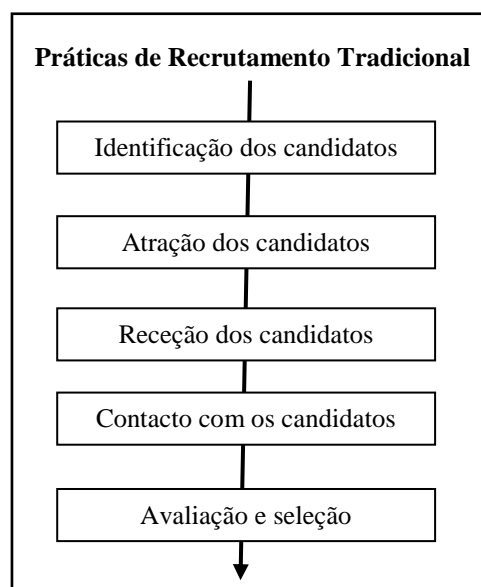 Práticas de Recrutamento Tradicional
Identificação dos candidatos
Atração dos candidatos
Receção dos candidatos
Contacto com os candidatos
Avaliação e seleção